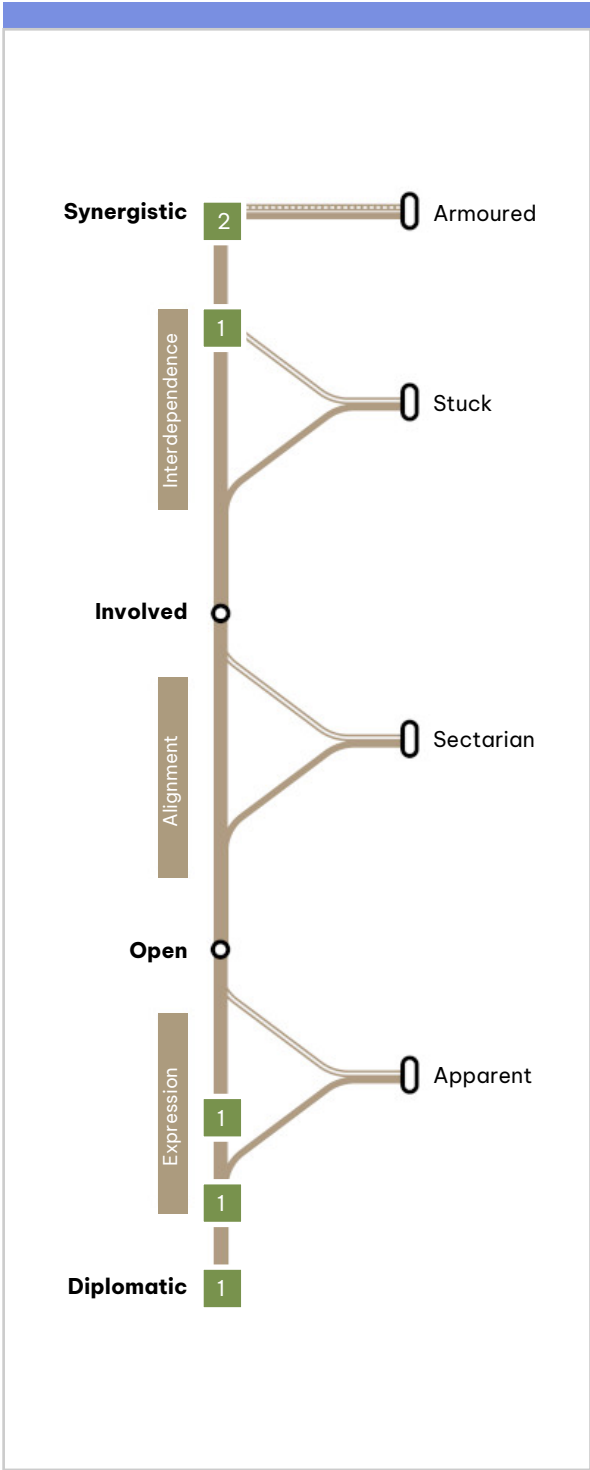 Synergistic
2
Armoured
1
Interdependence
Stuck
Involved
Alignment
Sectarian
Open
Expression
Apparent
1
1
Diplomatic
1